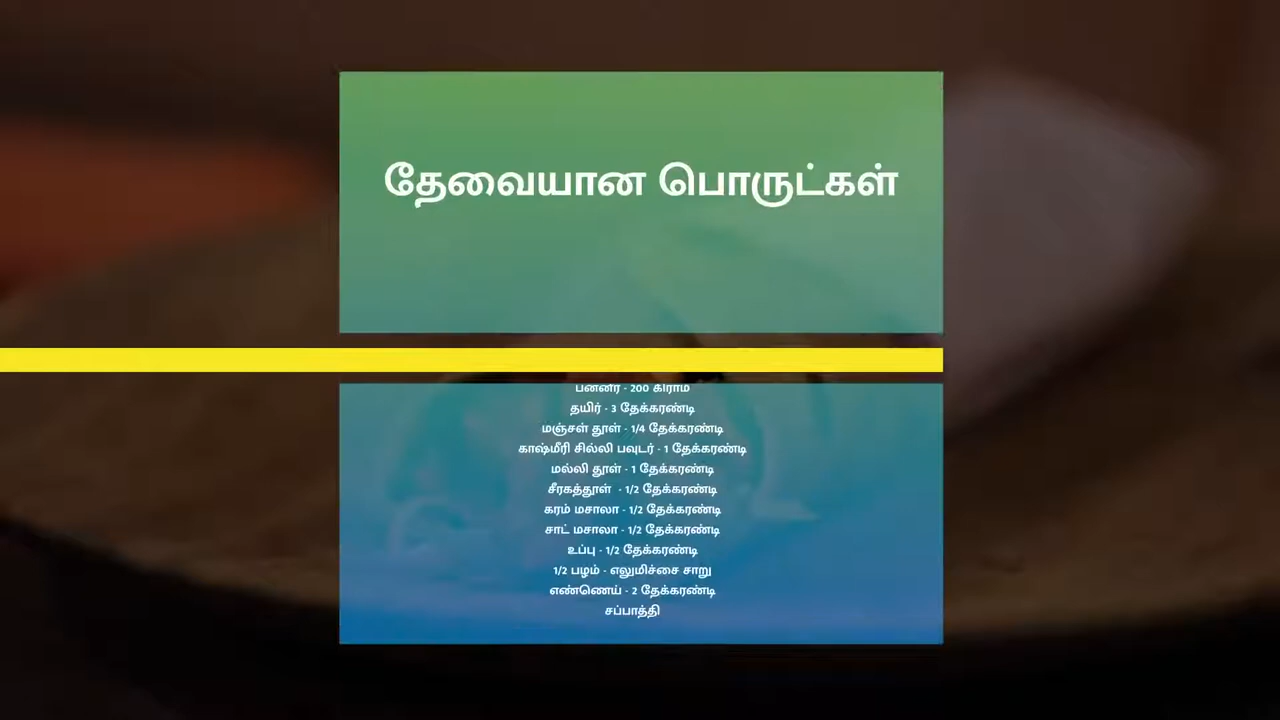 தேவையான பொருட்கள்
பன்னீர் - 200 கிராம்
தயிர் - 3 தேக்கரண்டி
மஞ்சள் தூள் - 1/4 தேக்கரண்டி
காஷ்மீரி சில்லி பவுடர் - 1 தேக்கரண்டி
மல்லி தூள் - 1 தேக்கரண்டி
சீரகத்தூள் - 1/2 தேக்கரண்டி
கரம் மசாலா - 1/2 தேக்கரண்டி
சாட் மசாலா - 1/2 தேக்கரண்டி
உப்பு - 1/2 தேக்கரண்டி
1/2 பழம் - எலுமிச்சை சாறு
எண்ணெய் - 2 தேக்கரண்டி
சப்பாத்தி